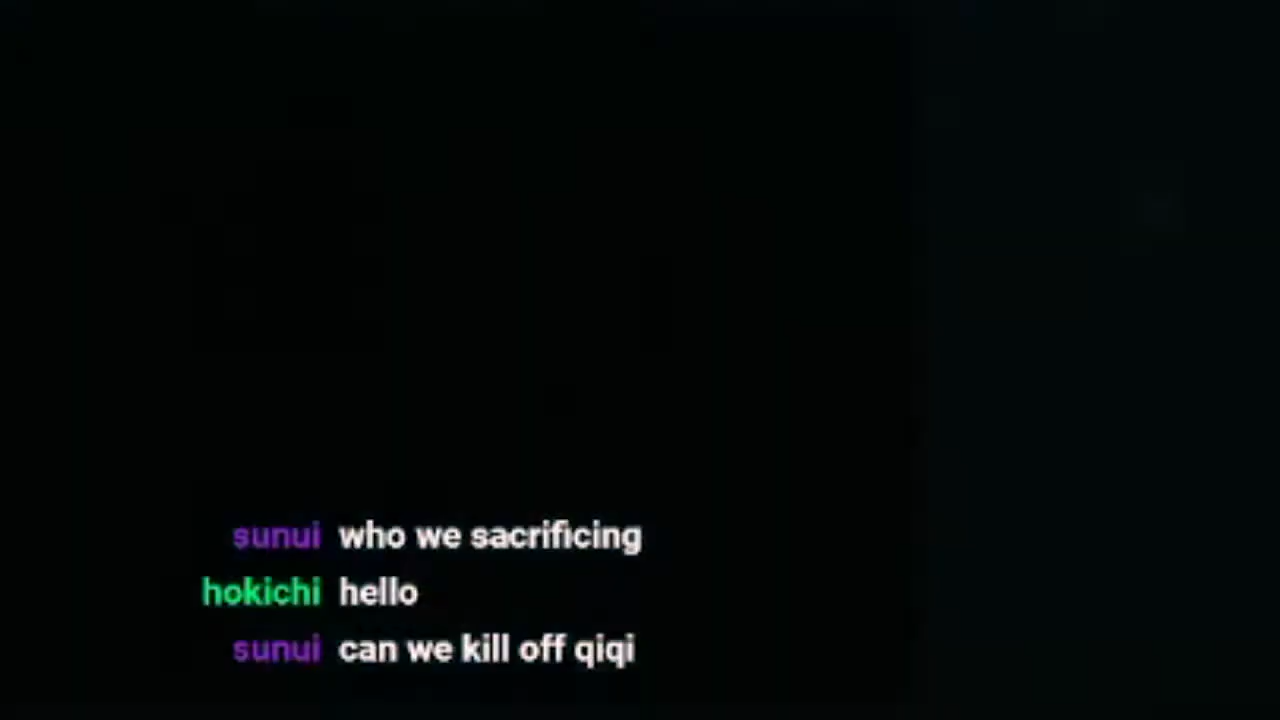 sunui who we sacrificing
hokichi hello
sunui can we kill off qiqi